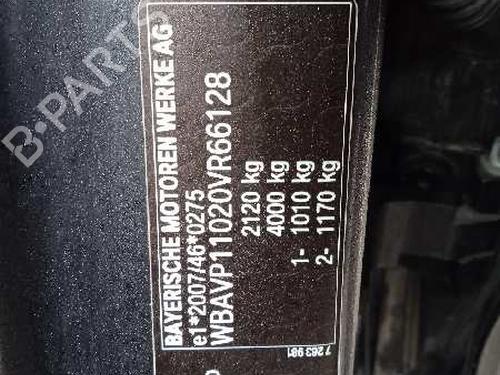 BAYERISCHE MOTOREN WERKE AG
e1*2007/46*0275
WBAVP11020VR66128
2120 kg
4000 kg
1- 1010 kg
2- 1170 kg
7 263 981
B-PARTS